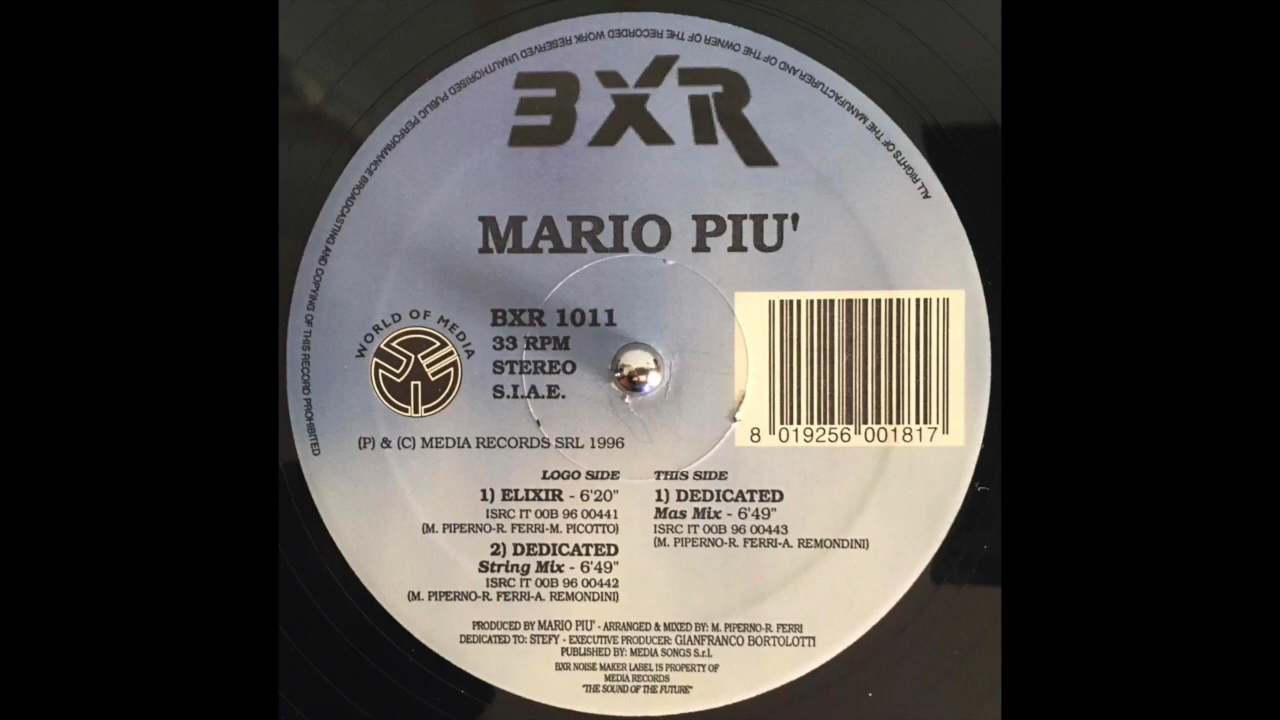 ALL RIGHTS OF THE MANUFACTURER AND OF THE OWNER OF THE RECORDED WORK RESERVED UNAUTHORISED PUBLIC PERFORMANCE BROADCASTING AND COPYING OF THIS RECORD PROHIBITED
BXR
MARIO PIU'
WORLD OF MEDIA
BXR 1011
33 RPM
STEREO
S.I.A.E.
8 019256 001817
(P) & (C) MEDIA RECORDS SRL 1996
LOGO SIDE
1) ELIXIR - 6'20"
ISRC IT 00B 96 00441
(M. PIPERNO-R. FERRI-M. PICOTTO)
2) DEDICATED
String Mix - 6'49"
ISRC IT 00B 96 00442
(M. PIPERNO-R. FERRI-A. REMONDINI)
THIS SIDE
1) DEDICATED
Mas Mix - 6'49"
ISRC IT 00B 96 00443
(M. PIPERNO-R. FERRI-A. REMONDINI)
PRODUCED BY MARIO PIU' - ARRANGED & MIXED BY: M. PIPERNO-R. FERRI
DEDICATED TO: STEFY - EXECUTIVE PRODUCER: GIANFRANCO BORTOLOTTI
PUBLISHED BY: MEDIA SONGS S.r.l.
BXR NOISE MAKER LABEL IS PROPERTY OF
MEDIA RECORDS
"THE SOUND OF THE FUTURE"